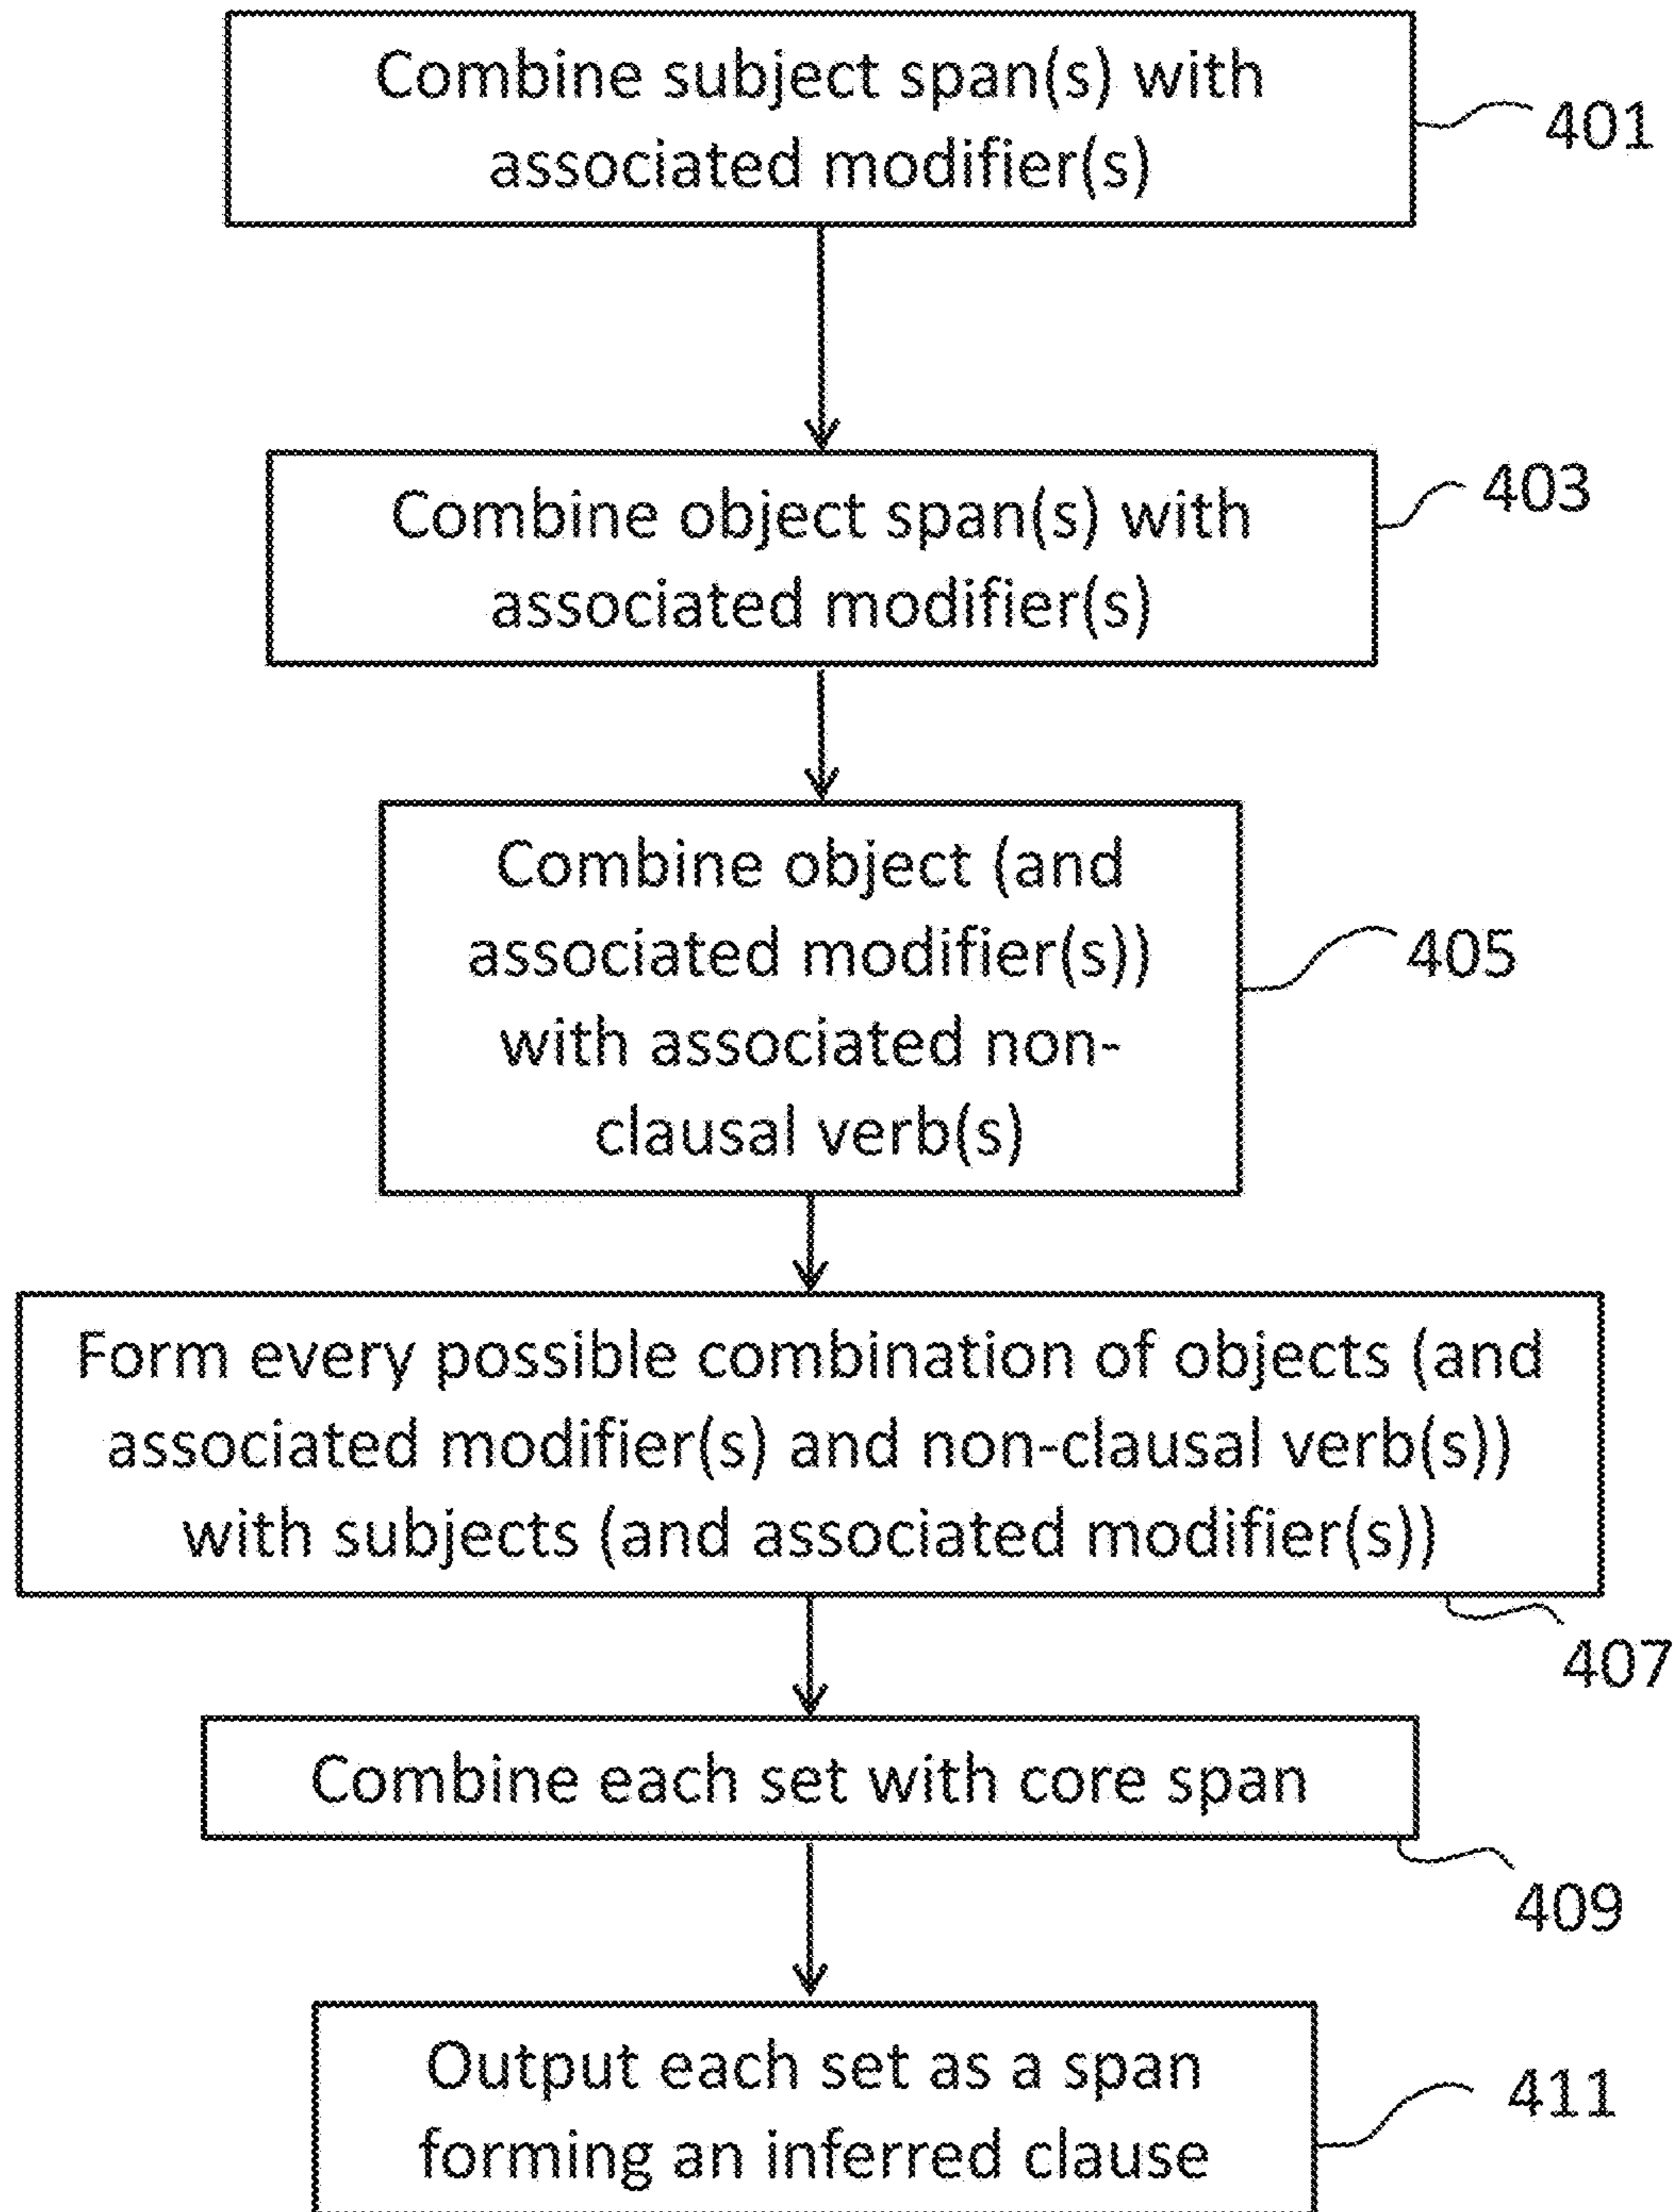 Combine subject span(s) with
associated modifier(s)
401
Combine object span(s) with
associated modifier(s)
403
Combine object (and
associated modifier(s))
with associated non-
clausal verb(s)
405
Form every possible combination of objects (and
associated modifier(s) and non-clausal verb(s))
with subjects (and associated modifier(s))
407
Combine each set with core span
409
Output each set as a span
forming an inferred clause
411